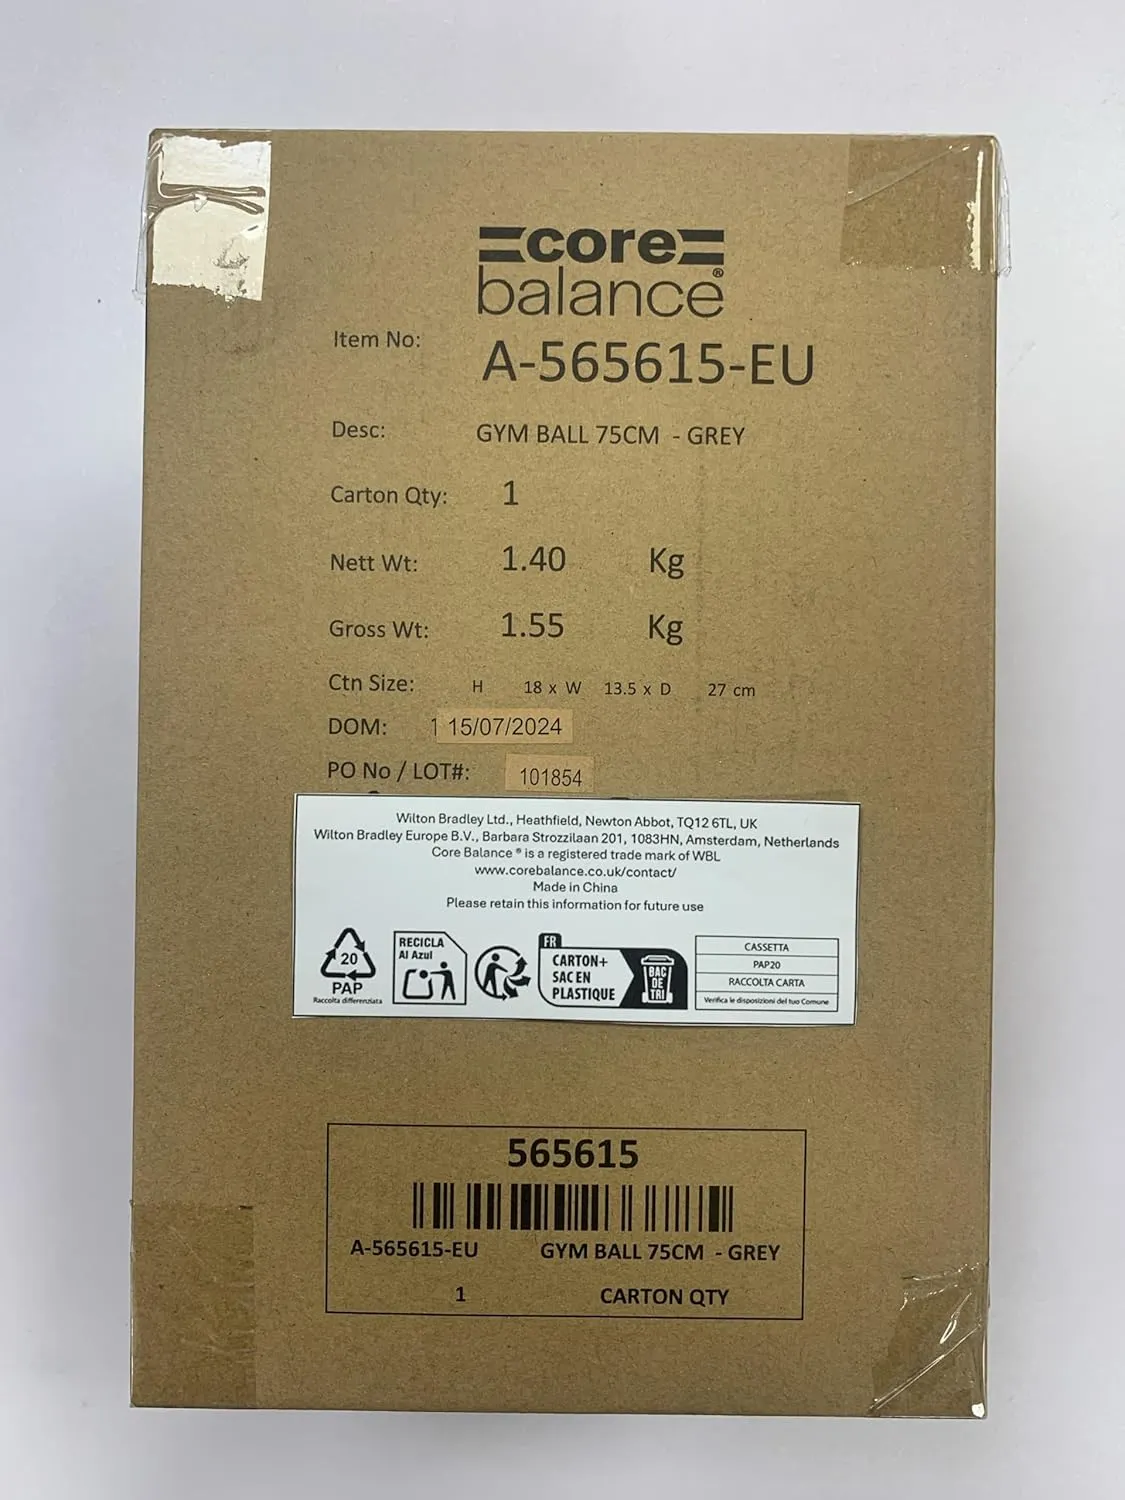 core
balance®
Item No: A-565615-EU
Desc: GYM BALL 75CM - GREY
Carton Qty: 1
Nett Wt: 1.40 Kg
Gross Wt: 1.55 Kg
Ctn Size: H 18 x W 13.5 x D 27 cm
DOM: 1 15/07/2024
PO No / LOT#: 101854
Wilton Bradley Ltd., Heathfield, Newton Abbot, TQ12 6TL, UK
Wilton Bradley Europe B.V., Barbara Strozzilaan 201, 1083HN, Amsterdam, Netherlands
Core Balance ® is a registered trade mark of WBL
www.corebalance.co.uk/contact/
Made in China
Please retain this information for future use
20
PAP
Raccolta differenziata
RECICLA
Al Azul
FR
CARTON+
SAC EN
PLASTIQUE
BAC
DE
TRI
CASSETTA
PAP20
RACCOLTA CARTA
Verifica le disposizioni del tuo Comune
565615
A-565615-EU GYM BALL 75CM - GREY
1 CARTON QTY